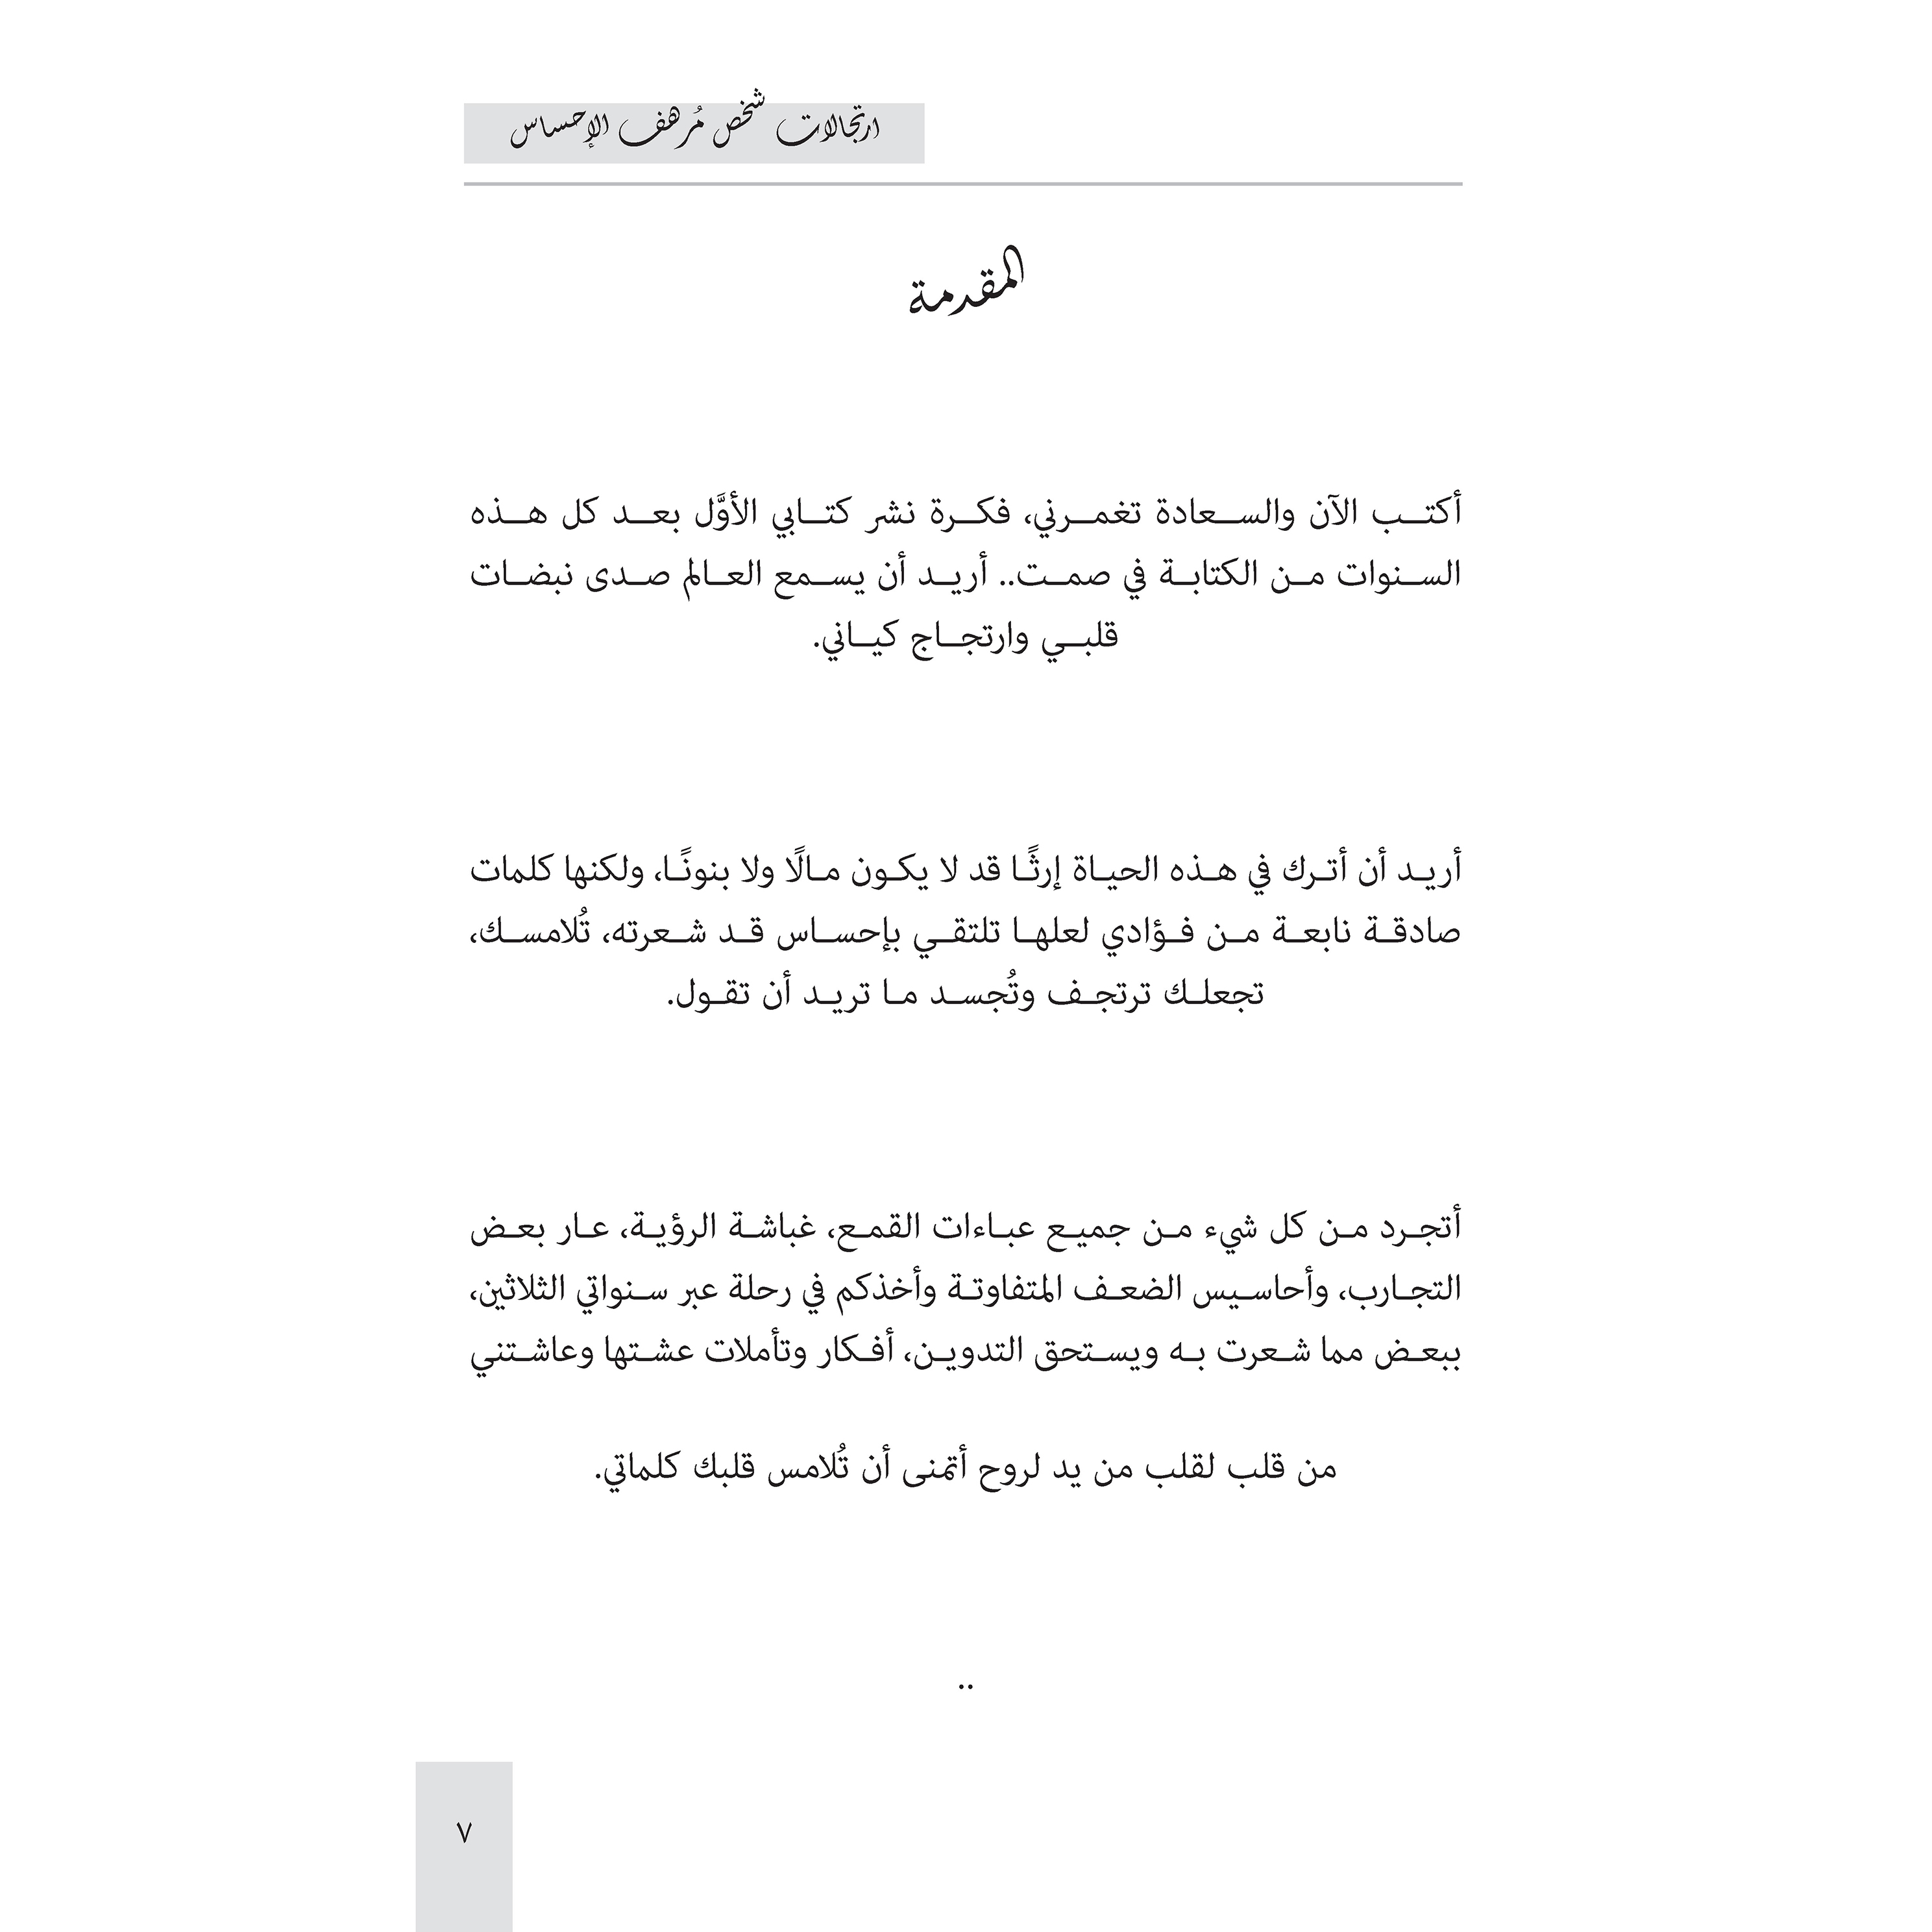 ارتجالات شخص مُرهف الإحساس
المقدمة
أكتب الآن والسعادة تغمرني، فكرة نشر كتابي الأوَّل بعد كل هذه
السنوات من الكتابة في صمت.. أريد أن يسمع العالم صدى نبضات
قلبي وارتجاج كياني.
أريد أن أترك في هذه الحياة إرثًا قد لا يكون مالًا ولا بنونًا، ولكنها كلمات
صادقة نابعة من فؤادي لعلها تلتقي بإحساس قد شعرته، تُلامسك،
تجعلك ترتجف وتُجسد ما تريد أن تقول.
أتجرد من كل شيء من جميع عباءات القمع، غباشة الرؤية، عار بعض
التجارب، وأحاسيس الضعف المتفاوتة وأخذكم في رحلة عبر سنواتي الثلاثين،
ببعض مما شعرت به ويستحق التدوين، أفكار وتأملات عشتها وعاشتني
من قلب لقلب من يد لروح أتمنى أن تُلامس قلبك كلماتي.
..
٧